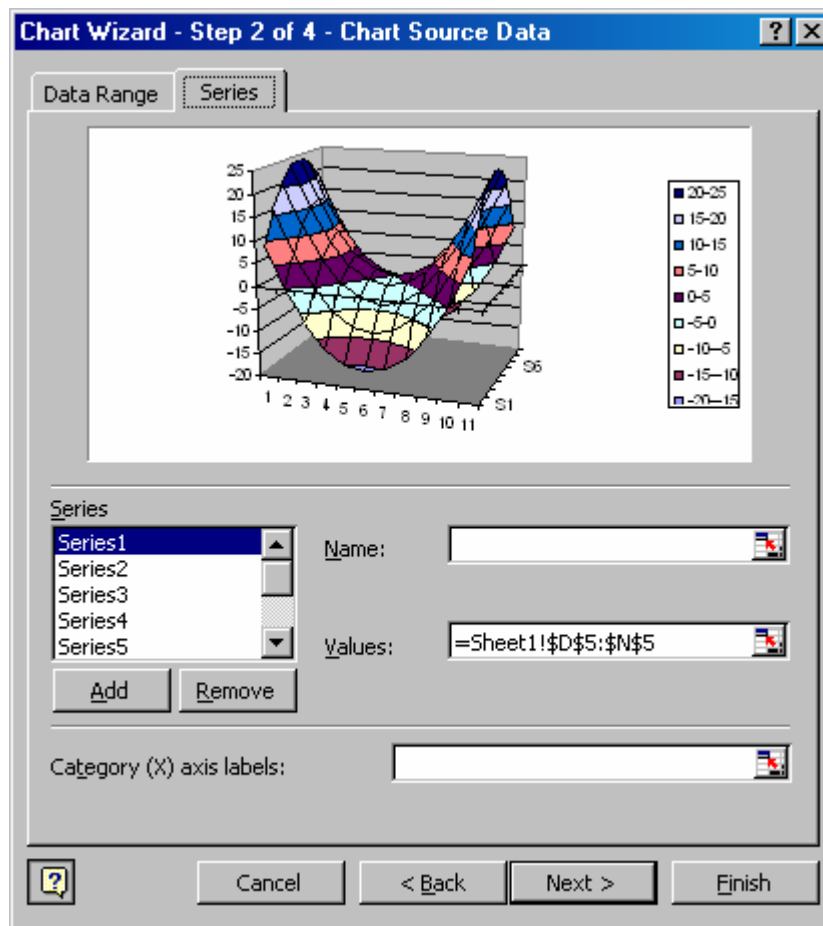 Chart Wizard - Step 2 of 4 - Chart Source Data
Data Range
Series
25
20
15
10
5
0
-5
-10
-15
-20
1 2 3 4 5 6 7 8 9 10 11
S1
S6
20-25
15-20
10-15
5-10
0-5
-5-0
-10--5
-15--10
-20--15
Series
Series1
Series2
Series3
Series4
Series5
Name:
Values:
=Sheet1!$D$5:$N$5
Add
Remove
Category (X) axis labels:
?
Cancel
< Back
Next >
Finish